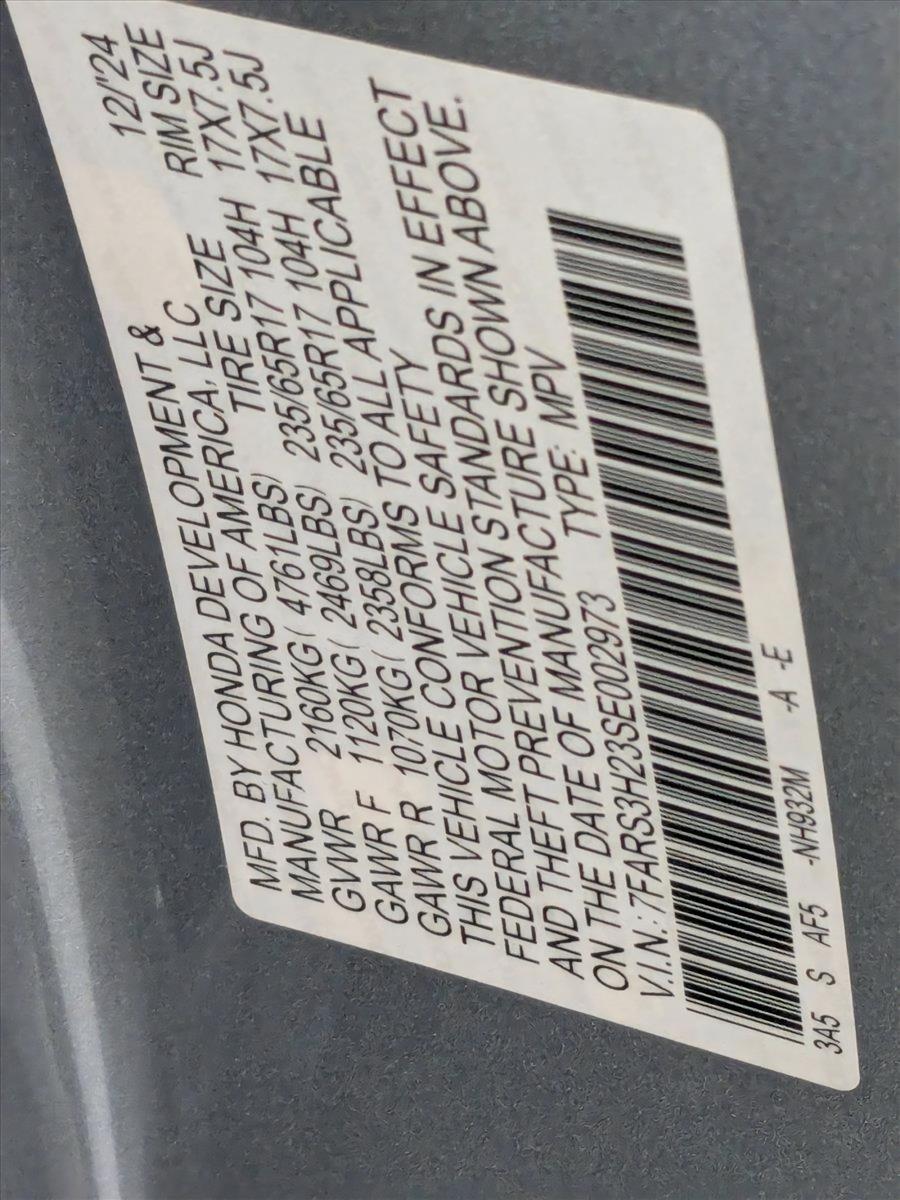 MFD. BY HONDA DEVELOPMENT & 12/'24
MANUFACTURING OF AMERICA, LLC RIM SIZE
GVWR 2160KG( 4761LBS) TIRE SIZE 17X7.5J
GAWR F 1120KG( 2469LBS) 235/65R17 104H 17X7.5J
GAWR R 1070KG( 2358LBS) 235/65R17 104H
THIS VEHICLE CONFORMS TO ALL APPLICABLE
FEDERAL MOTOR VEHICLE SAFETY
AND THEFT PREVENTION STANDARDS IN EFFECT
ON THE DATE OF MANUFACTURE SHOWN ABOVE.
V.I.N.:7FARS3H23SE002973 TYPE: MPV
3A5 S AF5 -NH932M -A -E